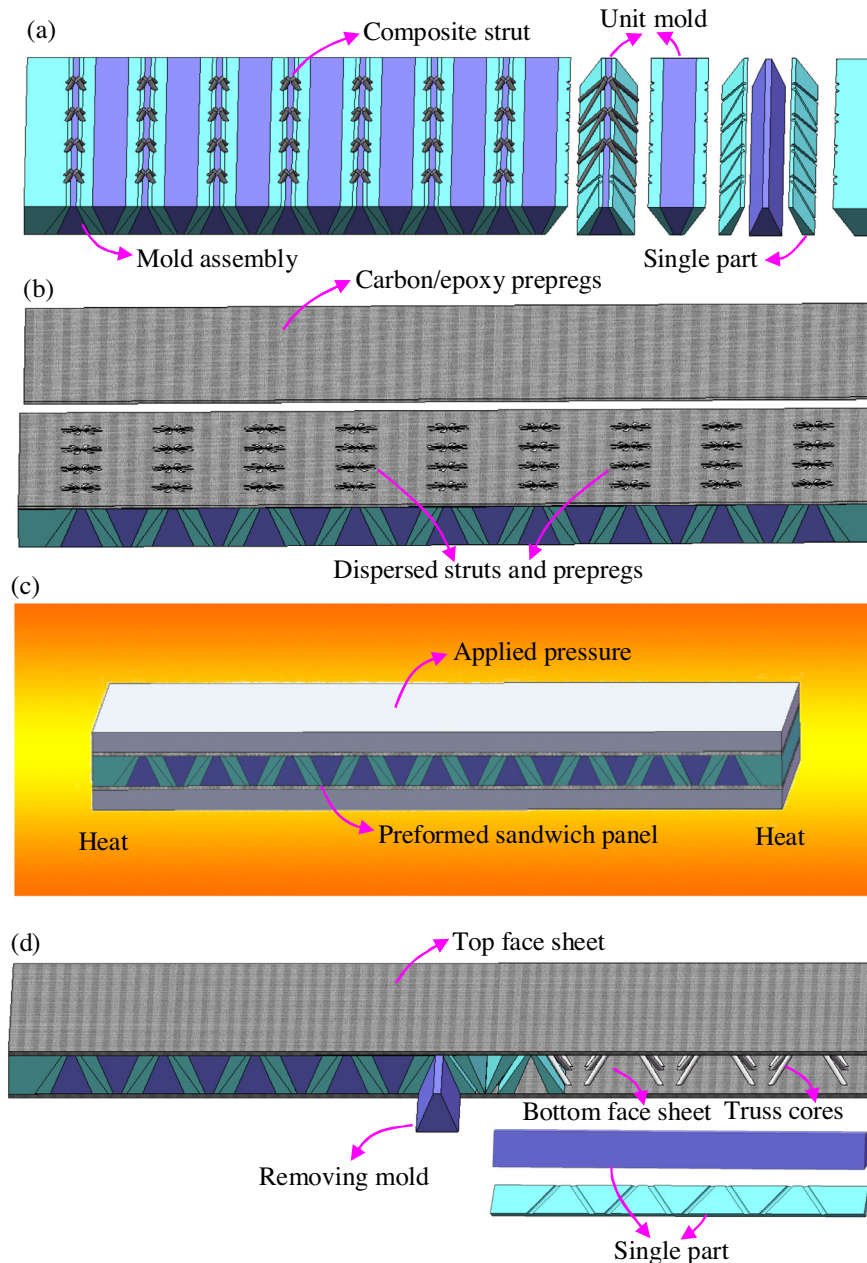 (a)
Composite strut
Unit mold
Mold assembly
Single part
(b)
Carbon/epoxy prepregs
Dispersed struts and prepregs
(c)
Applied pressure
Heat
Preformed sandwich panel
Heat
(d)
Top face sheet
Bottom face sheet
Truss cores
Removing mold
Single part